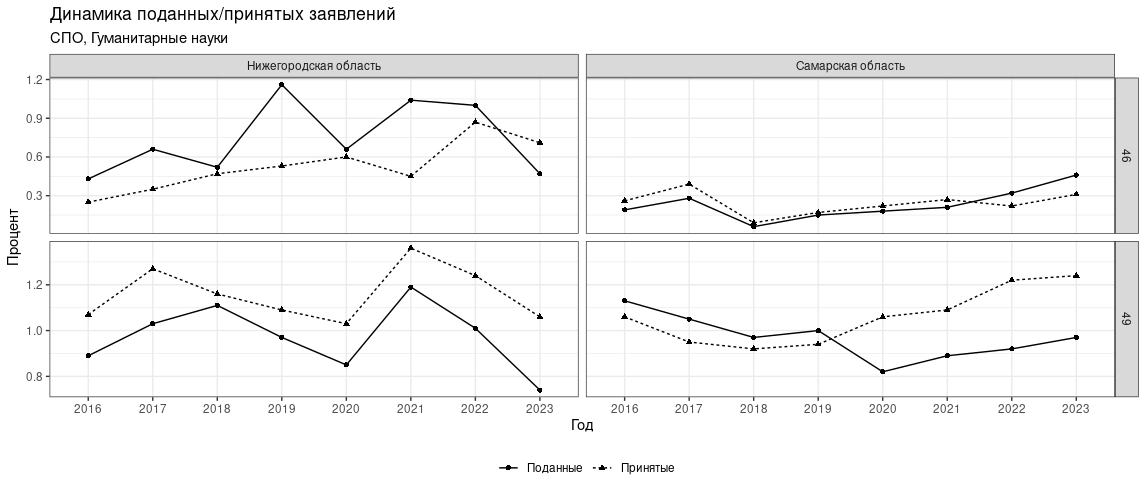 Динамика поданных/принятых заявлений
СПО, Гуманитарные науки
Нижегородская область
Самарская область
1.2
0.9
0.6
0.3
46
Процент
1.2
1.0
0.8
49
2016 2017 2018 2019 2020 2021 2022 2023
2016 2017 2018 2019 2020 2021 2022 2023
Год
Поданные Принятые